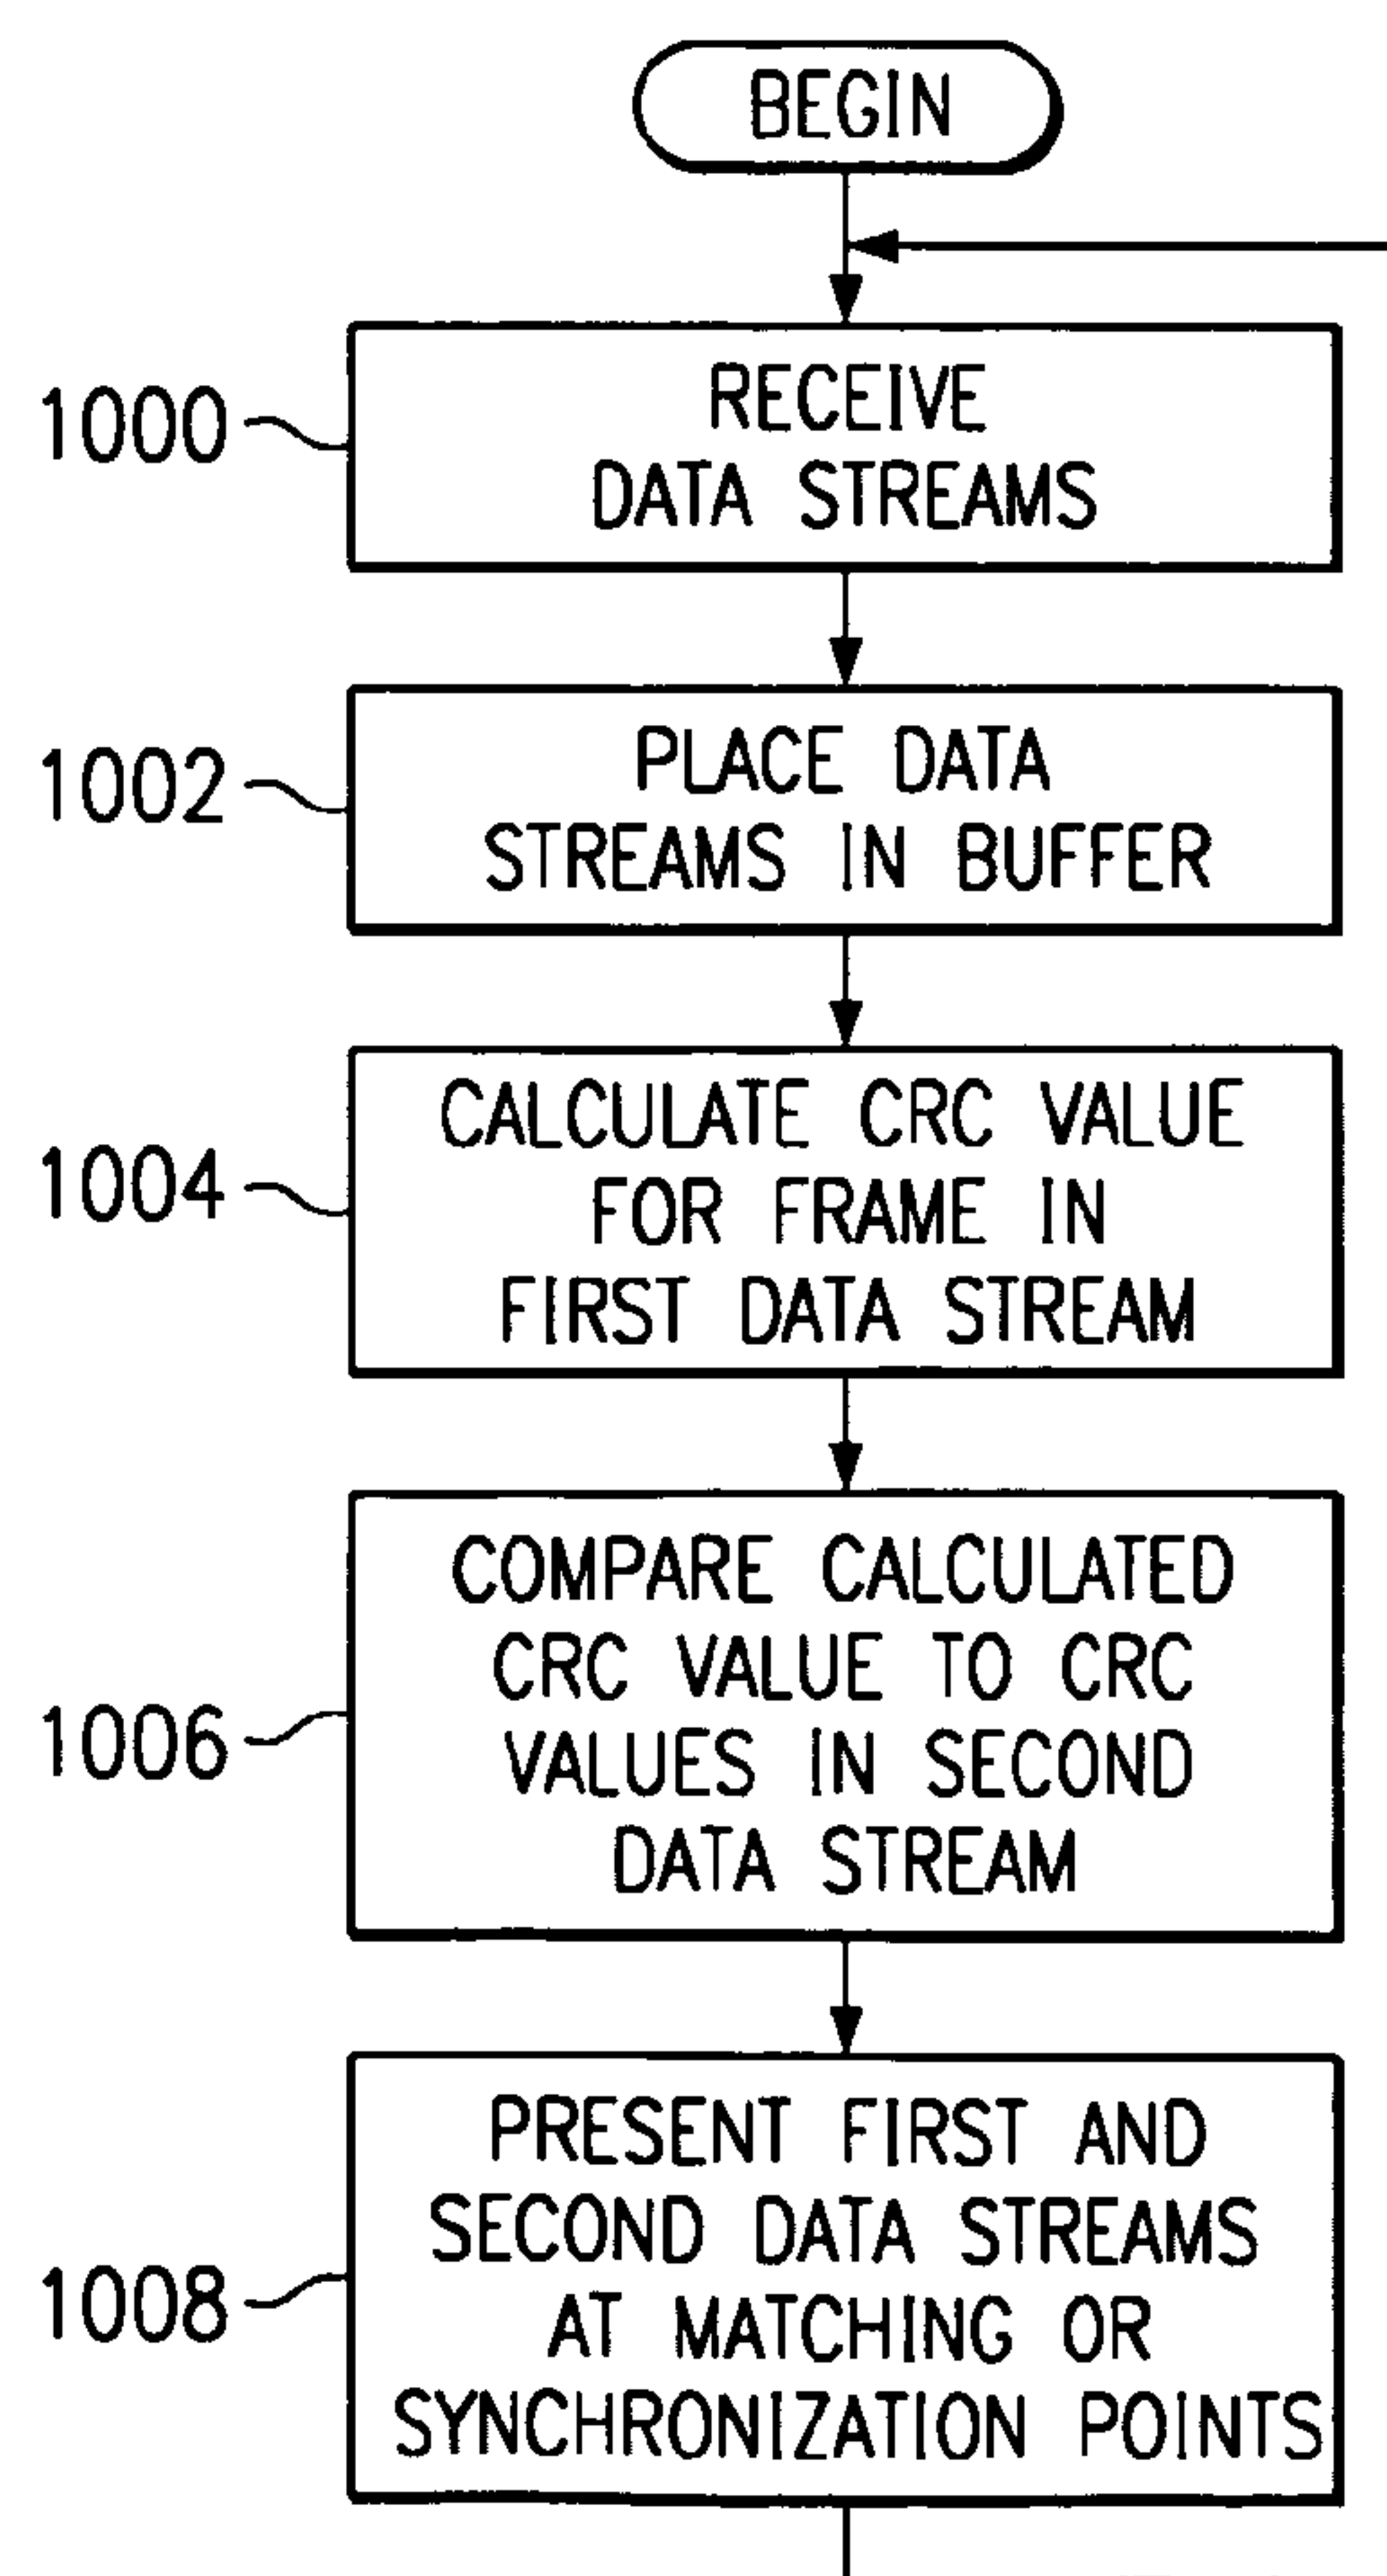 BEGIN
1000
RECEIVE
DATA STREAMS
1002
PLACE DATA
STREAMS IN BUFFER
1004
CALCULATE CRC VALUE
FOR FRAME IN
FIRST DATA STREAM
1006
COMPARE CALCULATED
CRC VALUE TO CRC
VALUES IN SECOND
DATA STREAM
1008
PRESENT FIRST AND
SECOND DATA STREAMS
AT MATCHING OR
SYNCHRONIZATION POINTS